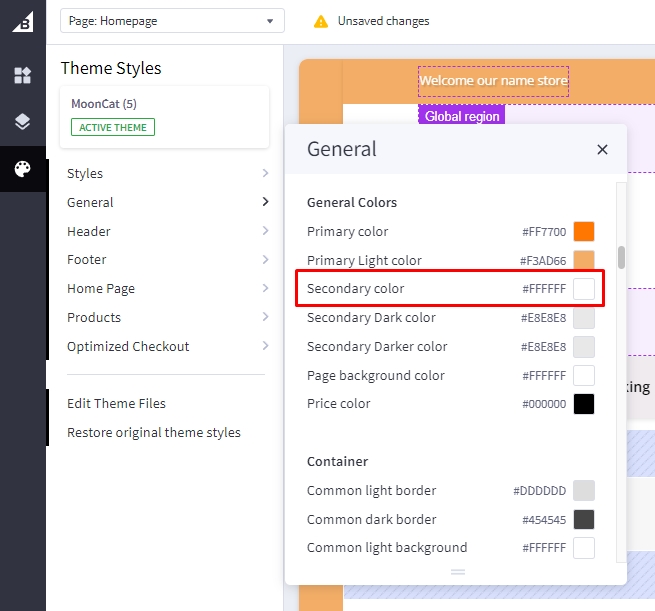 Page: Homepage
Unsaved changes
Theme Styles
MoonCat (5)
ACTIVE THEME
Styles
General
Header
Footer
Home Page
Products
Optimized Checkout
Edit Theme Files
Restore original theme styles
Welcome our name store
Global region
General
General Colors
Primary color #FF7700
Primary Light color #F3AD66
Secondary color #FFFFFF
Secondary Dark color #E8E8E8
Secondary Darker color #E8E8E8
Page background color #FFFFFF
Price color #000000
Container
Common light border #DDDDDD
Common dark border #454545
Common light background #FFFFFF